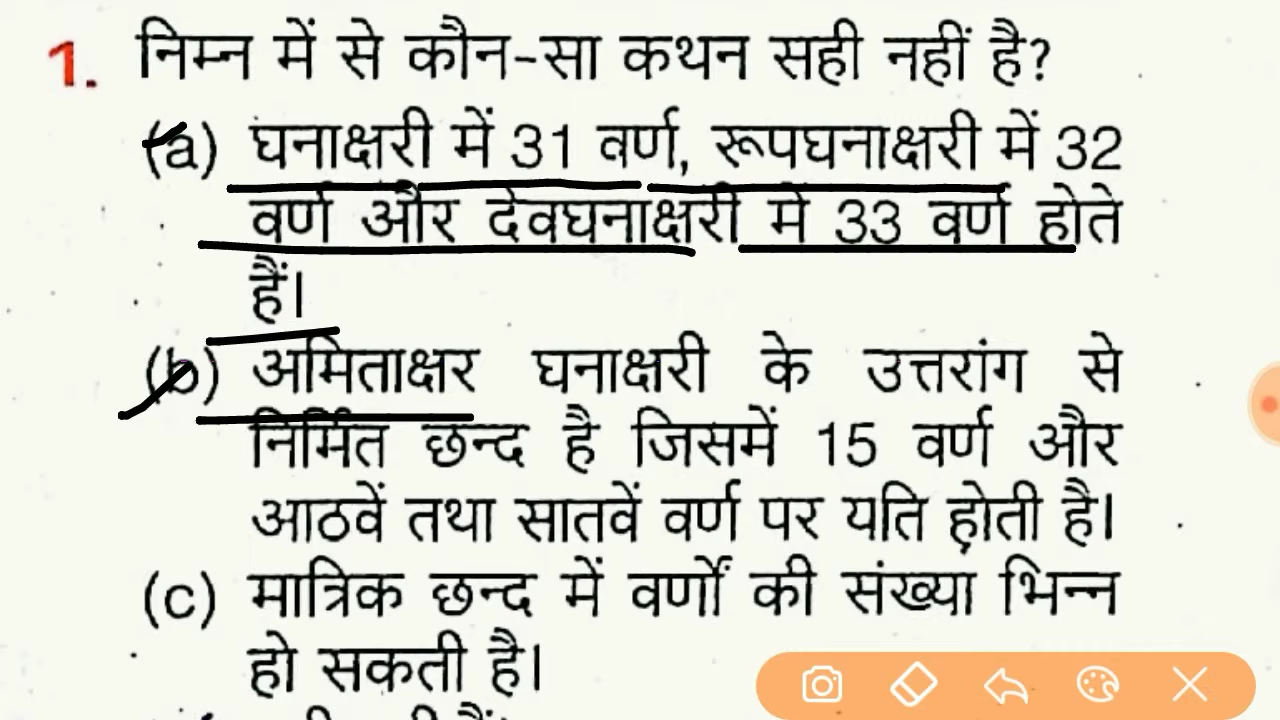 1. निम्न में से कौन-सा कथन सही नहीं है?
(a) घनाक्षरी में 31 वर्ण, रूपघनाक्षरी में 32
वर्ण और देवघनाक्षरी में 33 वर्ण होते
हैं।
(b) अमिताक्षर घनाक्षरी के उत्तरांग से
निर्मित छन्द है जिसमें 15 वर्ण और
आठवें तथा सातवें वर्ण पर यति होती है।
(c) मात्रिक छन्द में वर्णों की संख्या भिन्न
हो सकती है।